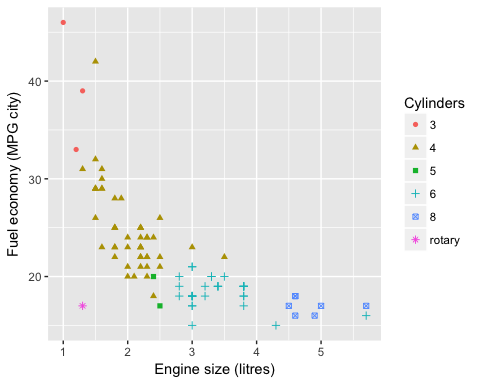 40
30
20
1 2 3 4 5
Engine size (litres)
Fuel economy (MPG city)
Cylinders
3
4
5
6
8
rotary